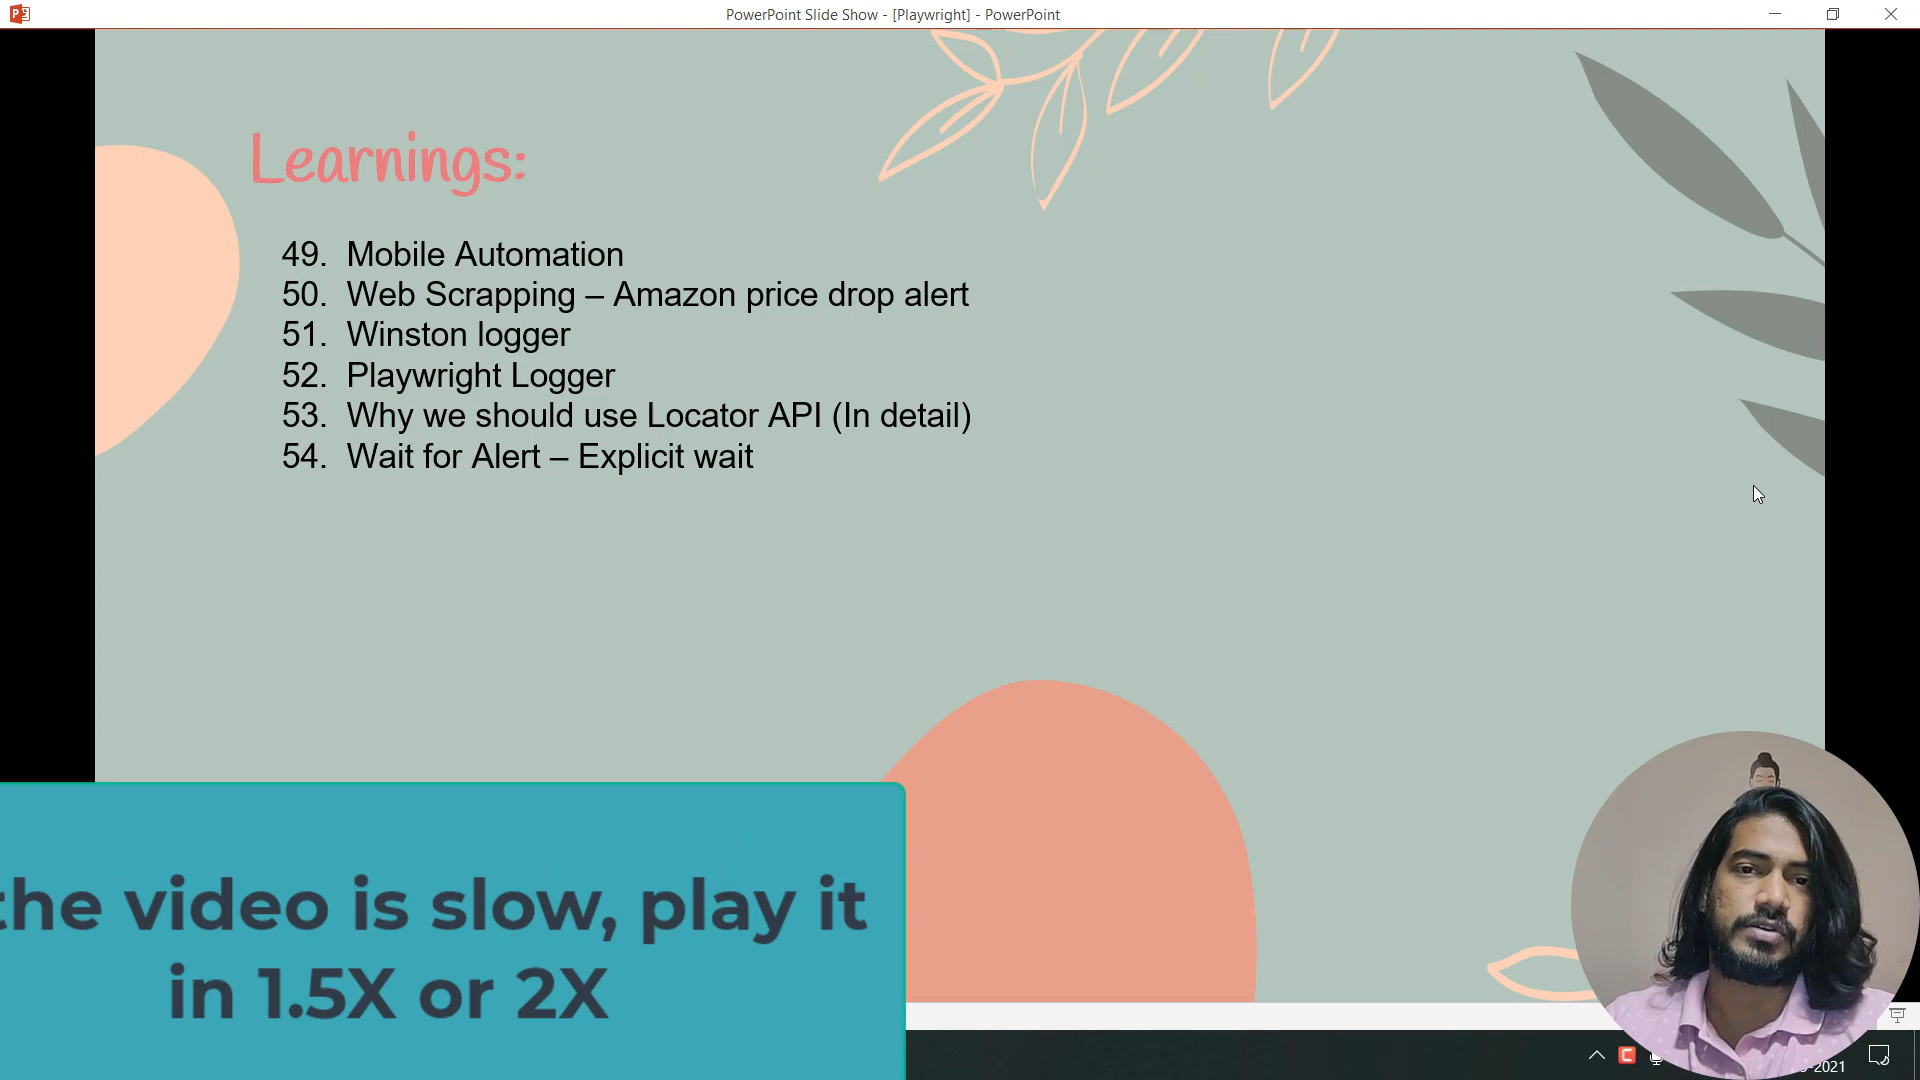 PowerPoint Slide Show - [Playwright] - PowerPoint
Learnings:
49. Mobile Automation
50. Web Scrapping – Amazon price drop alert
51. Winston logger
52. Playwright Logger
53. Why we should use Locator API (In detail)
54. Wait for Alert – Explicit wait
the video is slow, play it
in 1.5X or 2X
-2021